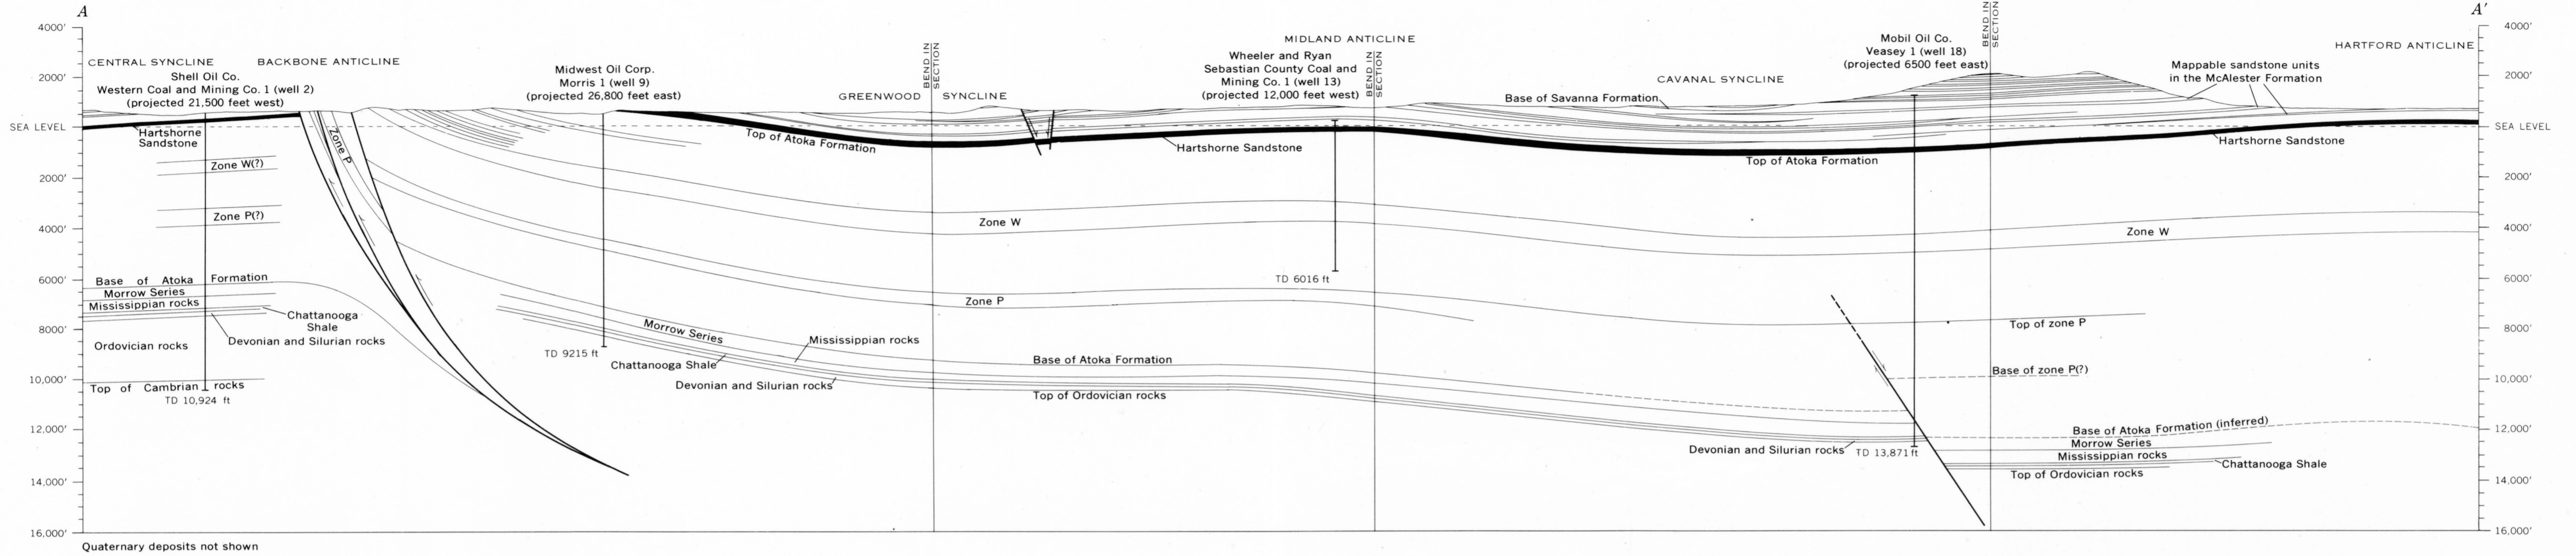 A
A'
4000'
2000'
SEA LEVEL
2000'
4000'
6000'
8000'
10,000'
12,000'
14,000'
16,000'
CENTRAL SYNCLINE
BACKBONE ANTICLINE
Shell Oil Co.
Western Coal and Mining Co. 1 (well 2)
(projected 21,500 feet west)
Hartshorne
Sandstone
Zone P
Zone W(?)
Zone P(?)
Base of Atoka Formation
Morrow Series
Mississippian rocks
Chattanooga
Shale
Devonian and Silurian rocks
Ordovician rocks
Top of Cambrian rocks
TD 10,924 ft
Midwest Oil Corp.
Morris 1 (well 9)
(projected 26,800 feet east)
TD 9215 ft
GREENWOOD SYNCLINE
BEND IN
SECTION
Top of Atoka Formation
Zone W
Zone P
Morrow Series
Mississippian rocks
Chattanooga Shale
Devonian and Silurian rocks
Base of Atoka Formation
Top of Ordovician rocks
MIDLAND ANTICLINE
Wheeler and Ryan
Sebastian County Coal and
Mining Co. 1 (well 13)
(projected 12,000 feet west)
BEND IN
SECTION
Hartshorne Sandstone
TD 6016 ft
CAVANAL SYNCLINE
Base of Savanna Formation
Top of Atoka Formation
Mobil Oil Co.
Veasey 1 (well 18)
(projected 6500 feet east)
BEND IN
SECTION
Mappable sandstone units
in the McAlester Formation
HARTFORD ANTICLINE
Hartshorne Sandstone
Zone W
Top of zone P
Base of zone P(?)
Base of Atoka Formation (inferred)
Morrow Series
Mississippian rocks
Chattanooga Shale
Top of Ordovician rocks
Devonian and Silurian rocks
TD 13,871 ft
4000'
2000'
SEA LEVEL
2000'
4000'
6000'
8000'
10,000'
12,000'
14,000'
16,000'
Quaternary deposits not shown